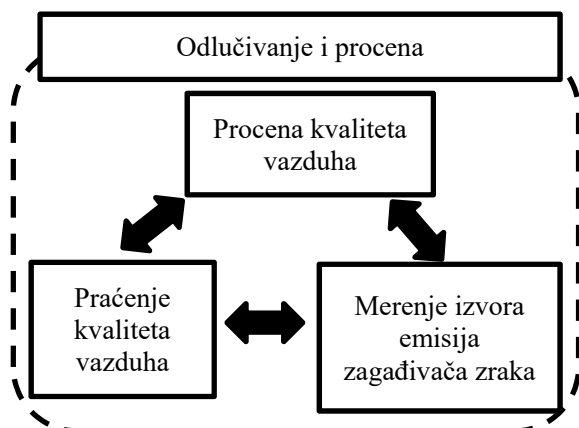 Odlučivanje i procena
Procena kvaliteta
vazduha
Praćenje
kvaliteta
vazduha
Merenje izvora
emisija
zagađivača zraka